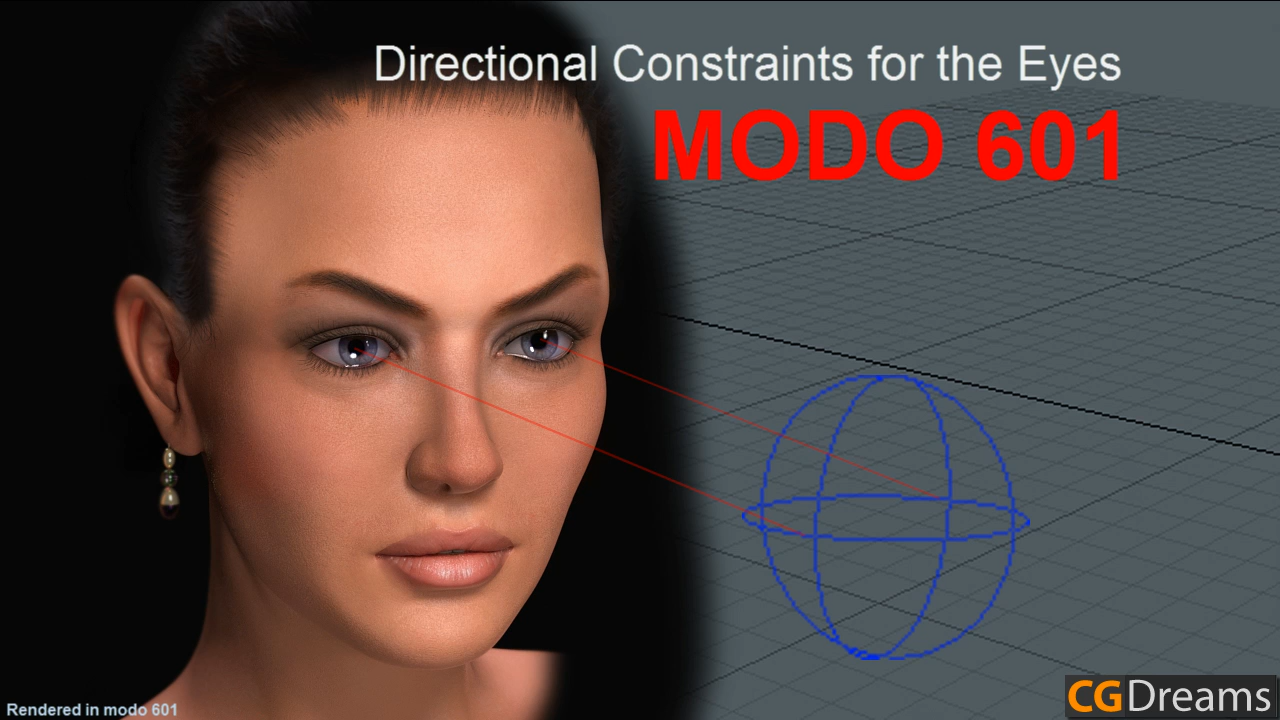 Directional Constraints for the Eyes
MODO 601
Rendered in modo 601
CGDreams